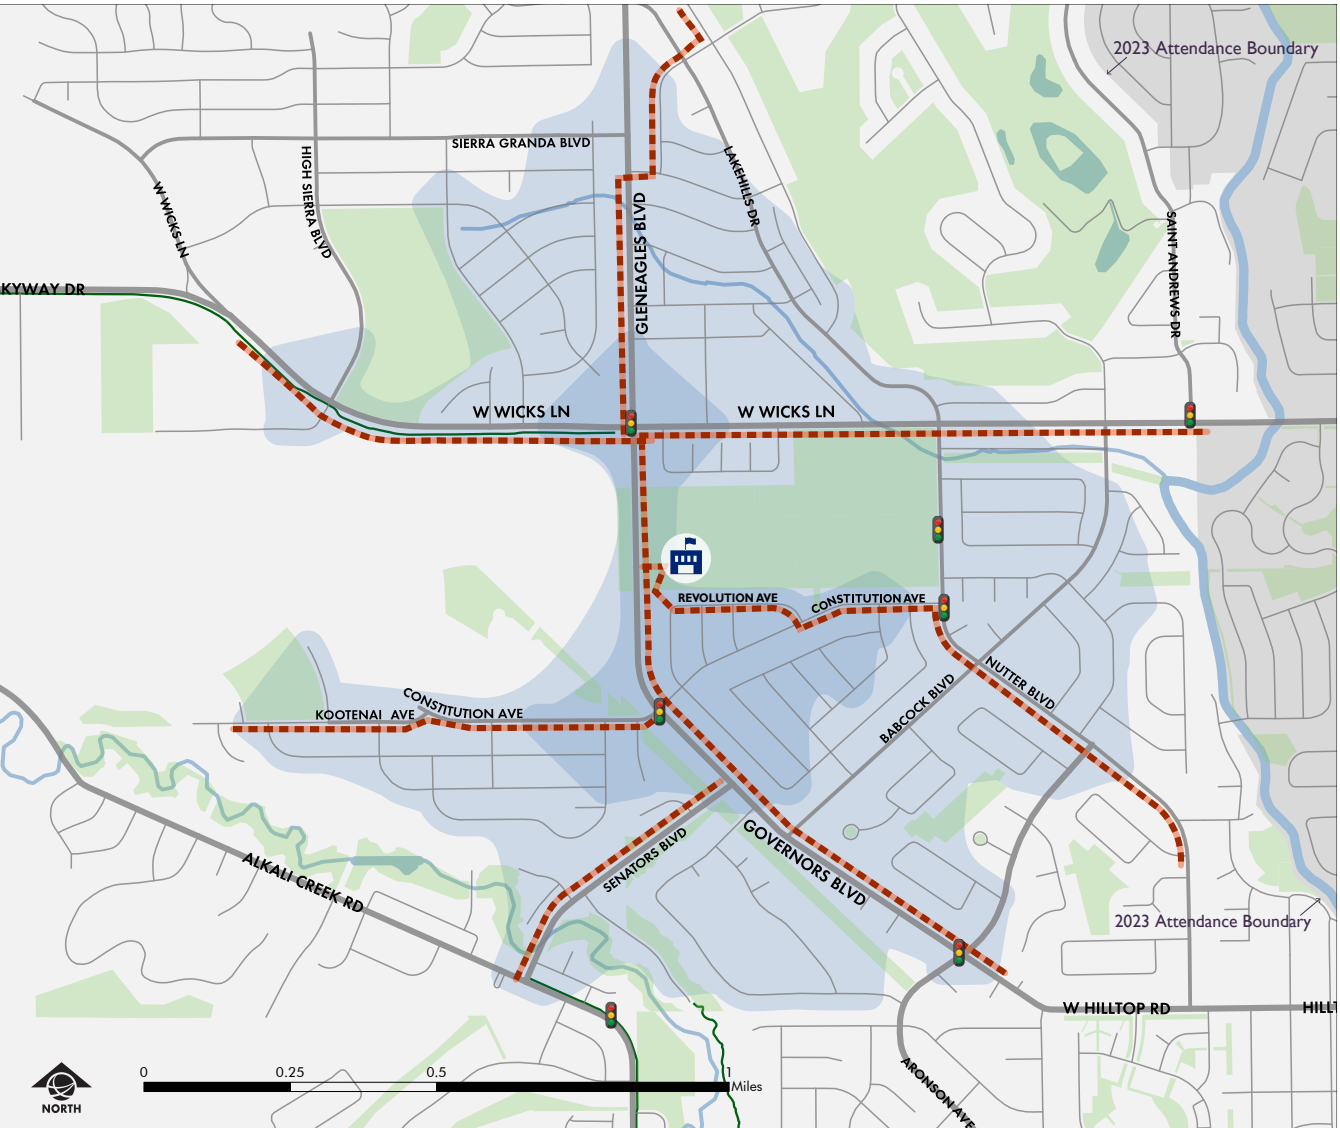 2023 Attendance Boundary
SIERRA GRANDA BLVD
HIGH SIERRA BLVD
LAKEHILLS DR
W WICKS LN
GLENEAGLES BLVD
SAINT ANDREWS DR
KYWAY DR
W WICKS LN
W WICKS LN
REVOLUTION AVE
CONSTITUTION AVE
NUTTER BLVD
BABCOCK BLVD
CONSTITUTION AVE
KOOTENAI AVE
GOVERNORS BLVD
SENATORS BLVD
ALKALI CREEK RD
2023 Attendance Boundary
W HILLTOP RD
HILLT
ARONSON AVE
0 0.25 0.5 1
Miles
NORTH